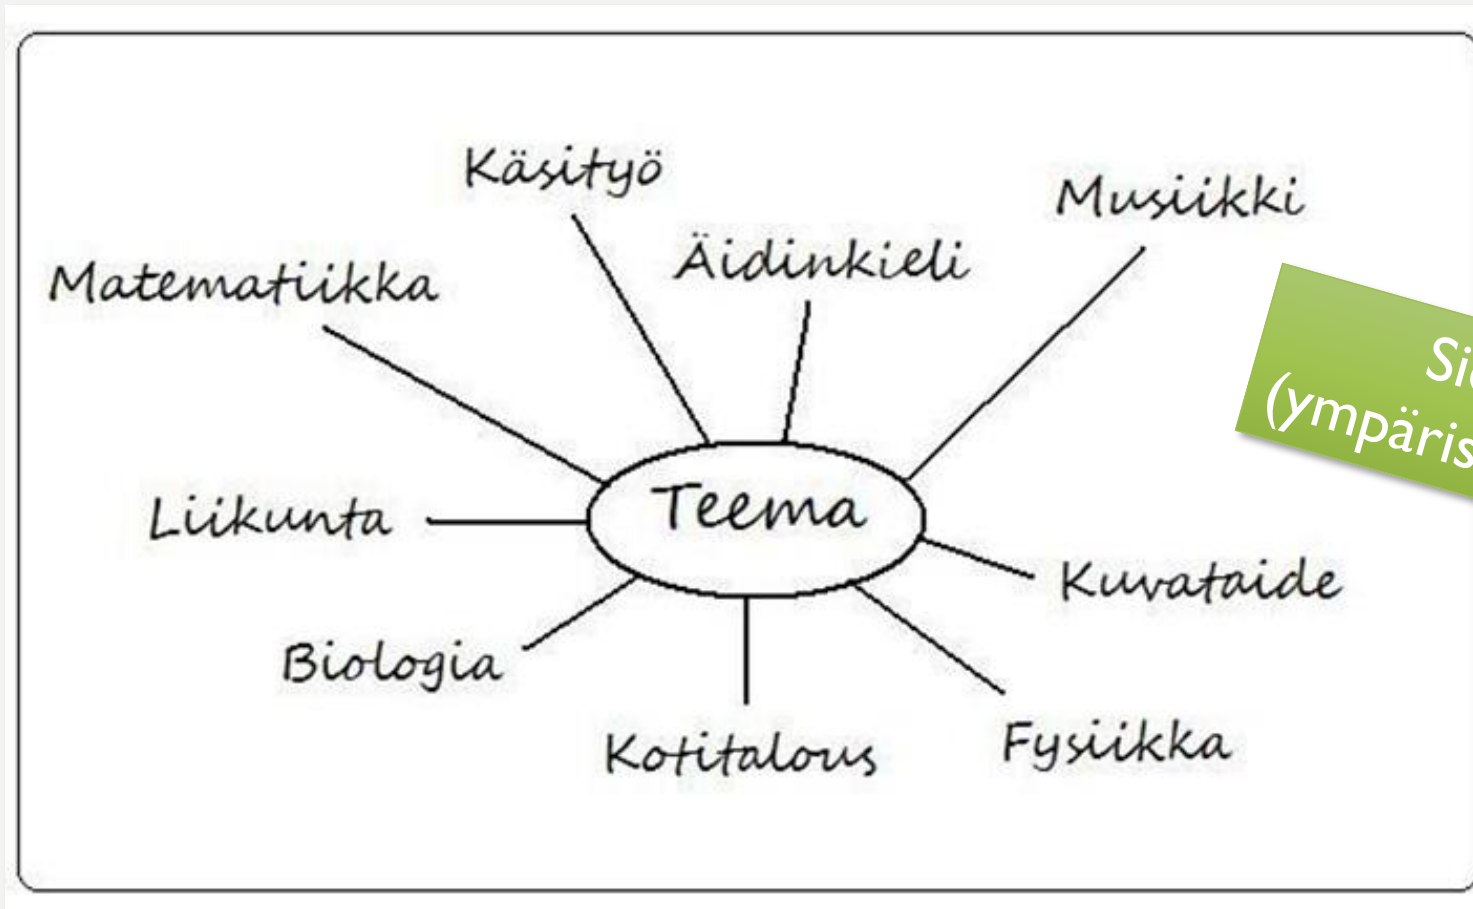 Käsityö
Musiikki
Äidinkieli
Matematiikka
Teema
Liikunta
Kuvataide
Biologia
Kotitalous
Fysiikka